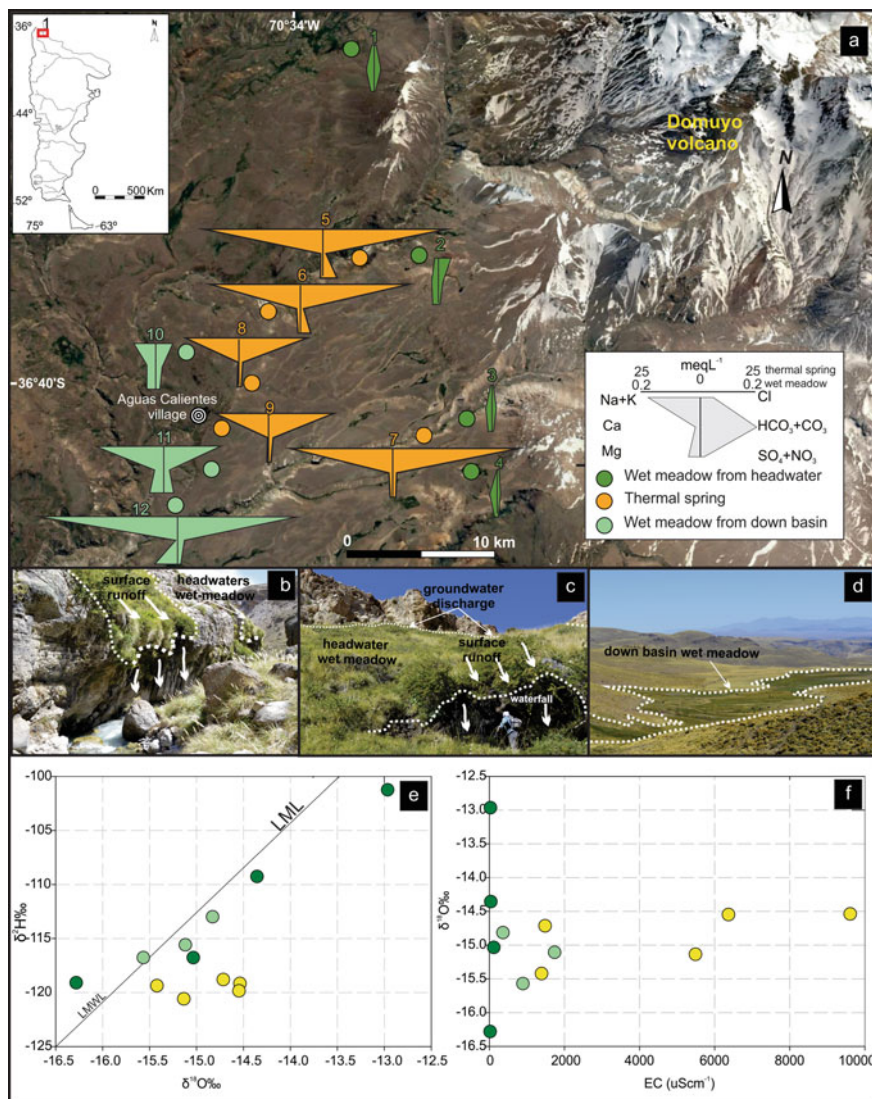 a
36°
1
N
44°
52°
0 500 Km
75° -63°
70° 34' W
1
Domuyo
volcano
N
5
2
6
10
8
-36°40'S
Aguas Calientes
village
3
9
7
11
4
12
0 10 km
meqL⁻¹
25 0 25 thermal spring
0.2 0.2 wet meadow
Na+K Cl
Ca HCO₃+CO₃
Mg SO₄+NO₃
Wet meadow from headwater
Thermal spring
Wet meadow from down basin
b
surface
runoff
headwaters
wet-meadow
c
groundwater
discharge
headwater
wet meadow
surface
runoff
waterfall
d
down basin wet meadow
e
-100
-105
-110
-115
-120
-125
δ²H‰
LML
LMWL
-16.5 -15.5 -15.0 -14.5 -14.0 -13.5 -13.0 -12.5
δ¹⁸O‰
f
-12.5
-13.0
-13.5
-14.0
-14.5
-15.0
-15.5
-16.0
-16.5
δ¹⁸O‰
0 2000 4000 6000 8000 10000
EC (uScm⁻¹)